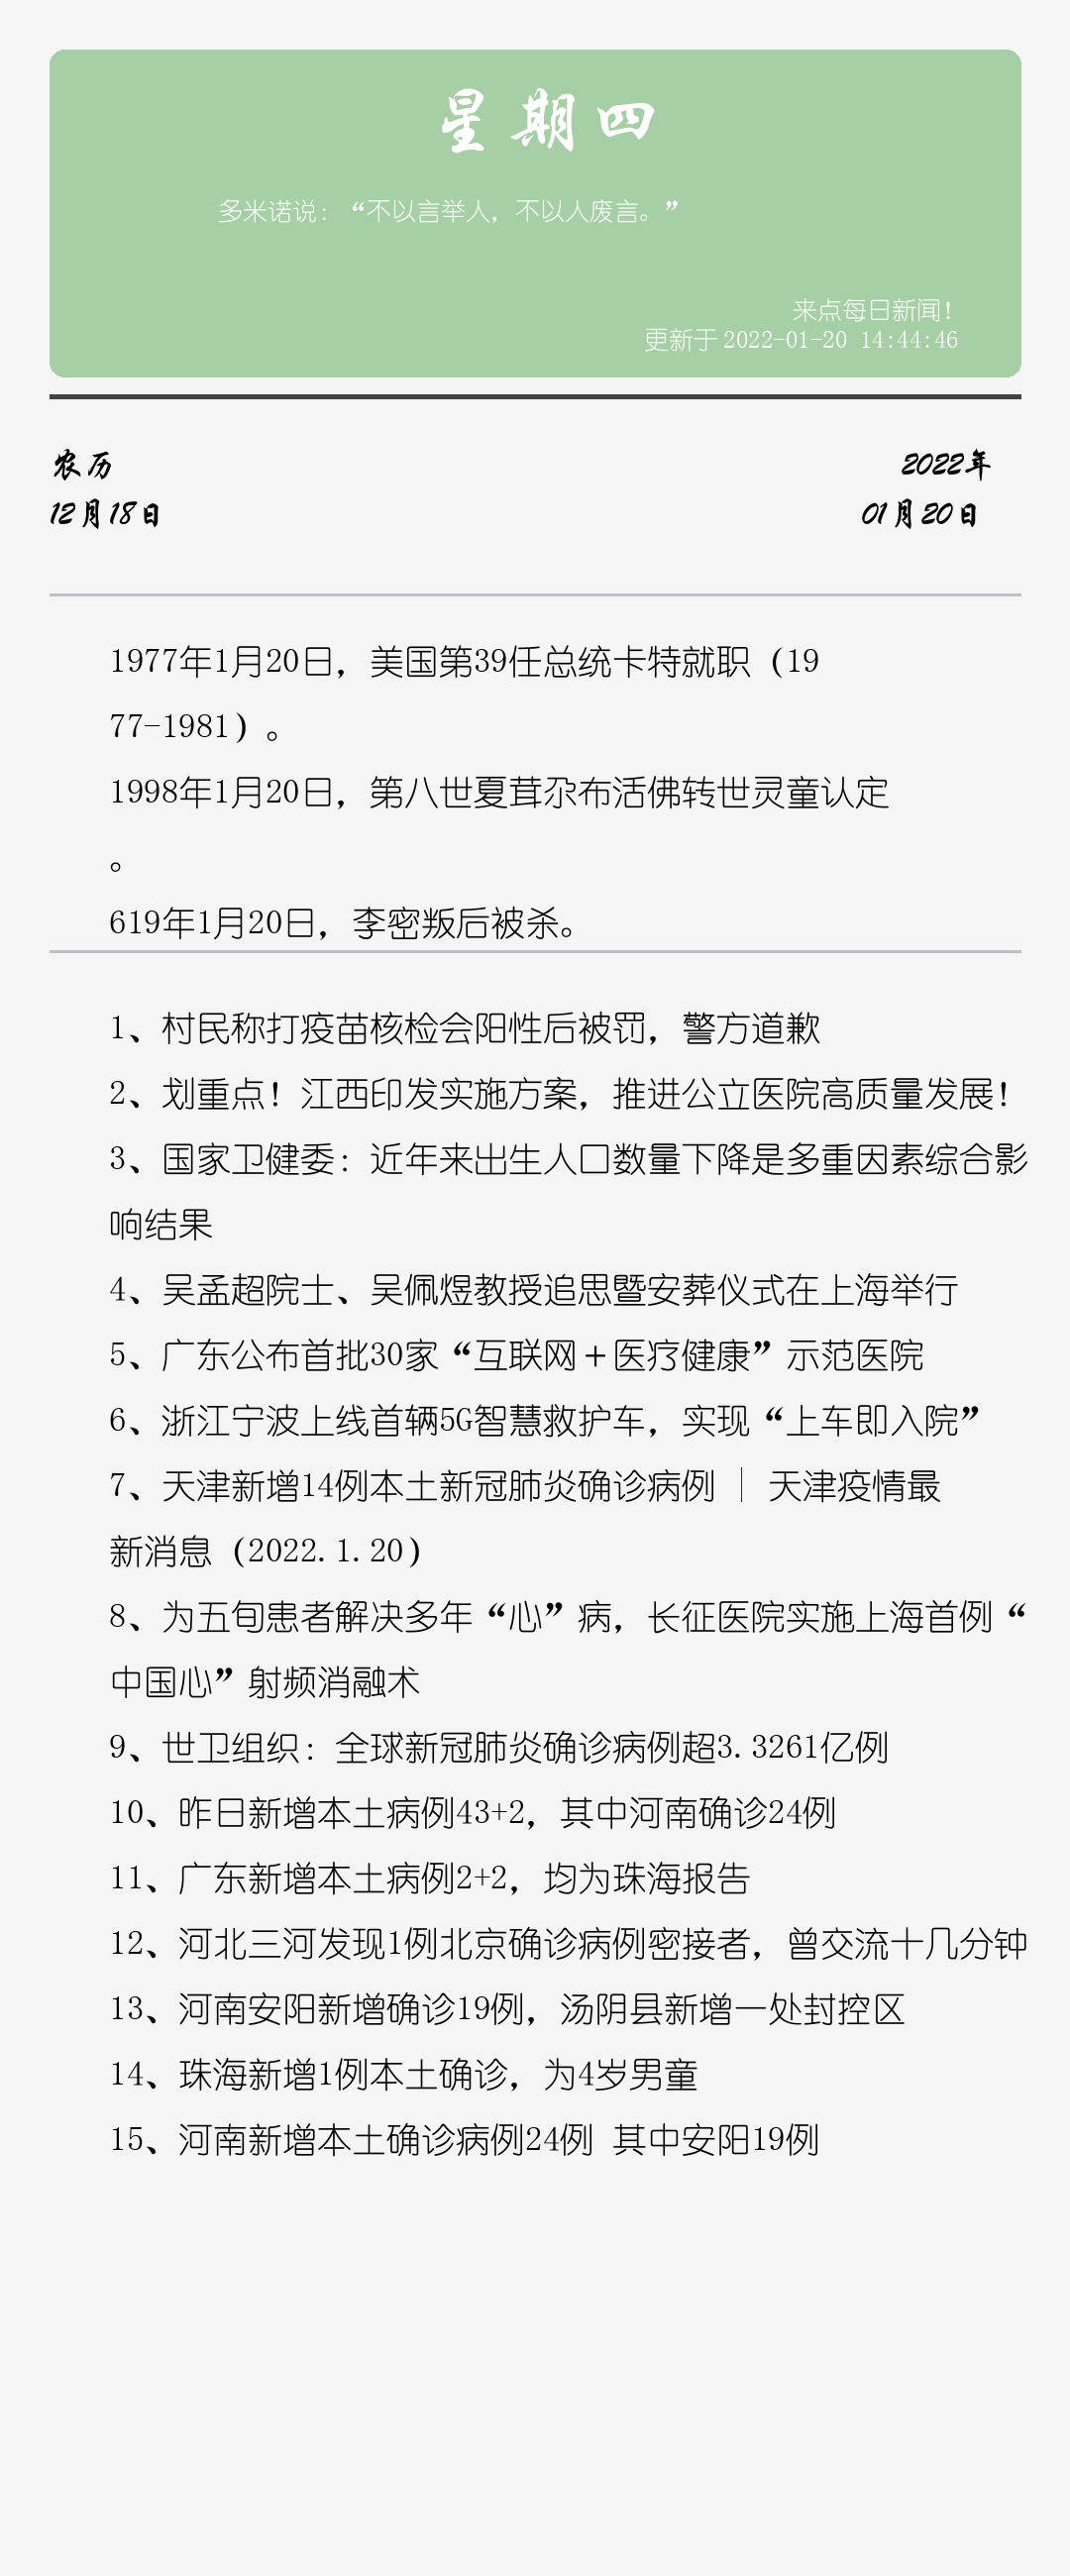 星期四
多米诺说：“不以言举人，不以人废言。”
来点每日新闻！
更新于 2022-01-20 14:44:46
农历
12月18日
2022年
01月20日
1977年1月20日，美国第39任总统卡特就职（19
77-1981）。
1998年1月20日，第八世夏茸尕布活佛转世灵童认定
。
619年1月20日，李密叛后被杀。
1、村民称打疫苗核检会阳性后被罚，警方道歉
2、划重点！江西印发实施方案，推进公立医院高质量发展！
3、国家卫健委：近年来出生人口数量下降是多重因素综合影
响结果
4、吴孟超院士、吴佩煜教授追思暨安葬仪式在上海举行
5、广东公布首批30家“互联网＋医疗健康”示范医院
6、浙江宁波上线首辆5G智慧救护车，实现“上车即入院”
7、天津新增14例本土新冠肺炎确诊病例 ｜ 天津疫情最
新消息（2022.1.20）
8、为五旬患者解决多年“心”病，长征医院实施上海首例“
中国心”射频消融术
9、世卫组织：全球新冠肺炎确诊病例超3.3261亿例
10、昨日新增本土病例43+2，其中河南确诊24例
11、广东新增本土病例2+2，均为珠海报告
12、河北三河发现1例北京确诊病例密接者，曾交流十几分钟
13、河南安阳新增确诊19例，汤阴县新增一处封控区
14、珠海新增1例本土确诊，为4岁男童
15、河南新增本土确诊病例24例 其中安阳19例